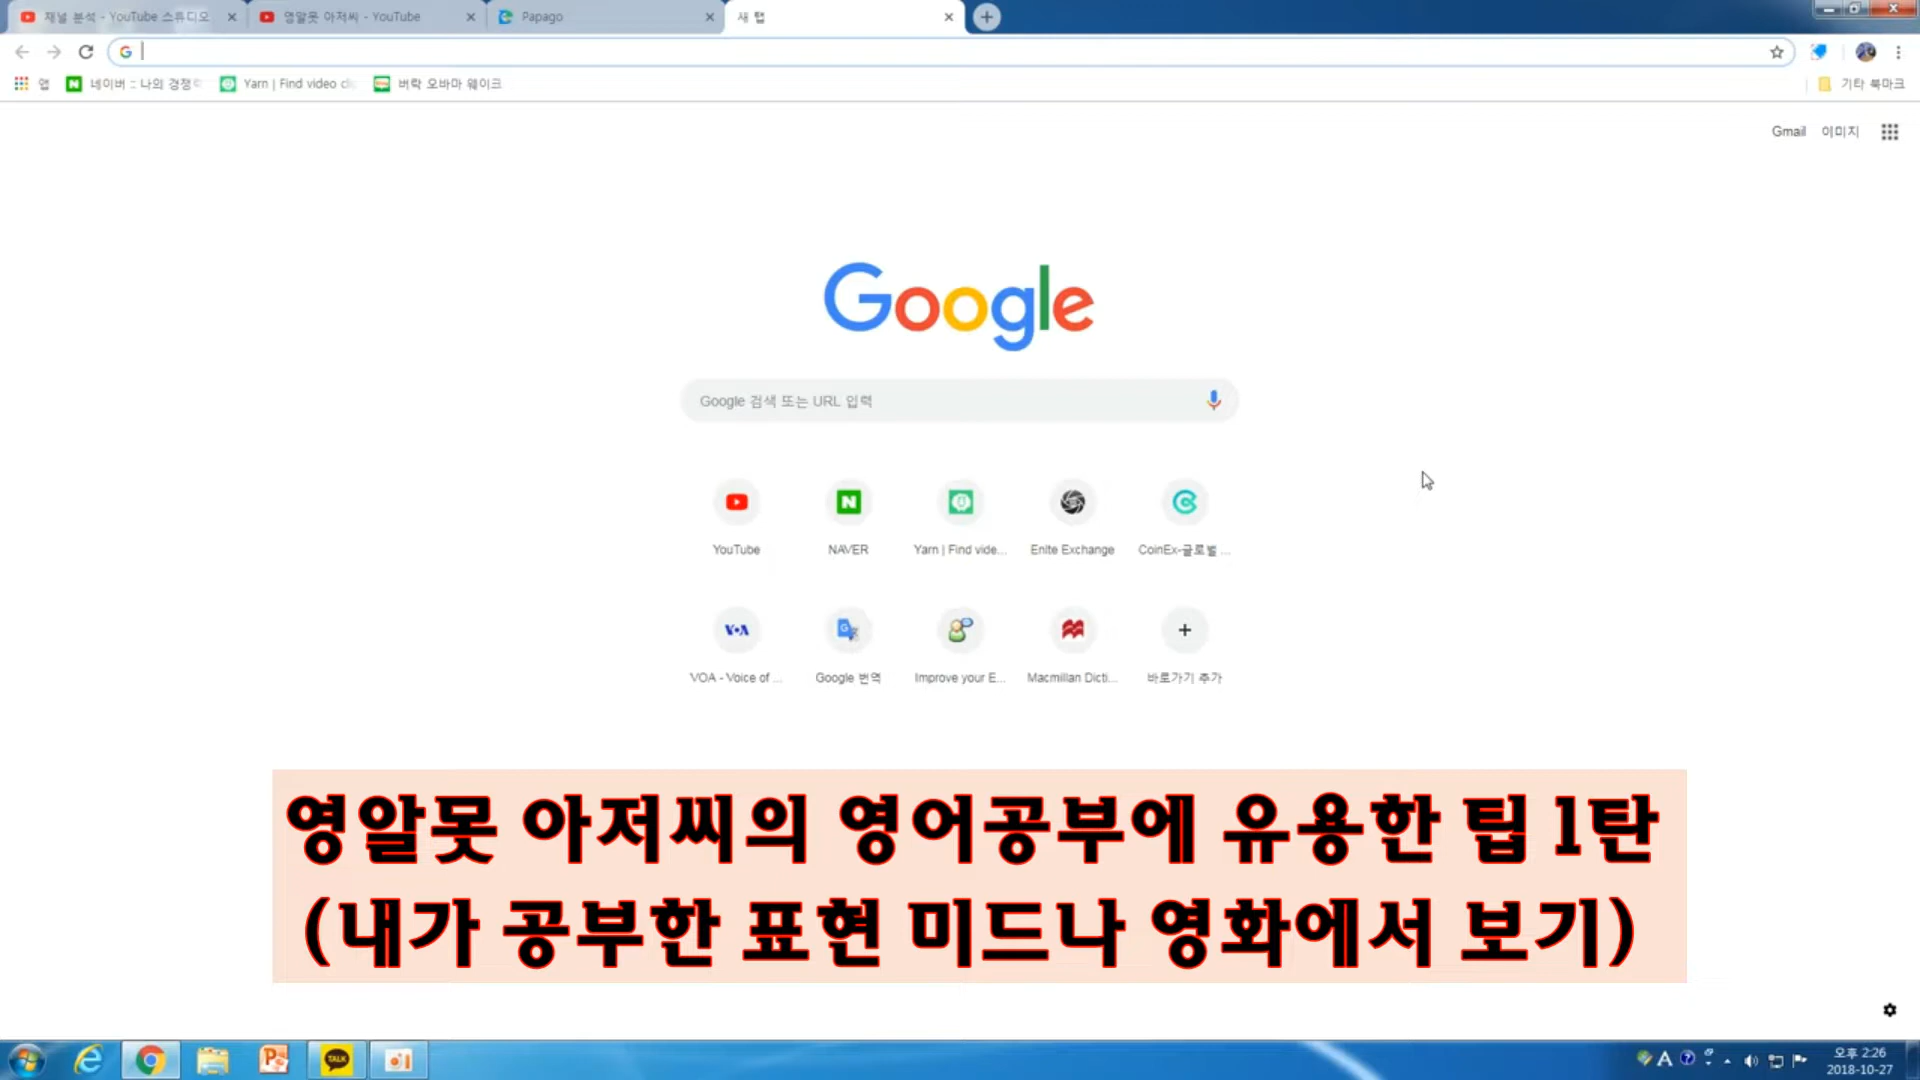 채널 분석 - YouTube 스튜디오
영알못 아저씨 - YouTube
Papago
새 탭
앱
네이버 :: 나의 경쟁력
Yarn | Find video cl
버락 오바마 웨이크
기타 북마크
Gmail 이미지
Google
Google 검색 또는 URL 입력
YouTube
NAVER
Yarn | Find vide...
Enite Exchange
CoinEx-글로벌 ...
VOA
VOA - Voice of ...
Google 번역
Improve your E...
Macmillan Dicti...
바로가기 추가
영알못 아저씨의 영어공부에 유용한 팁 1탄
(내가 공부한 표현 미드나 영화에서 보기)
TALK
A
오후 2:26
2018-10-27